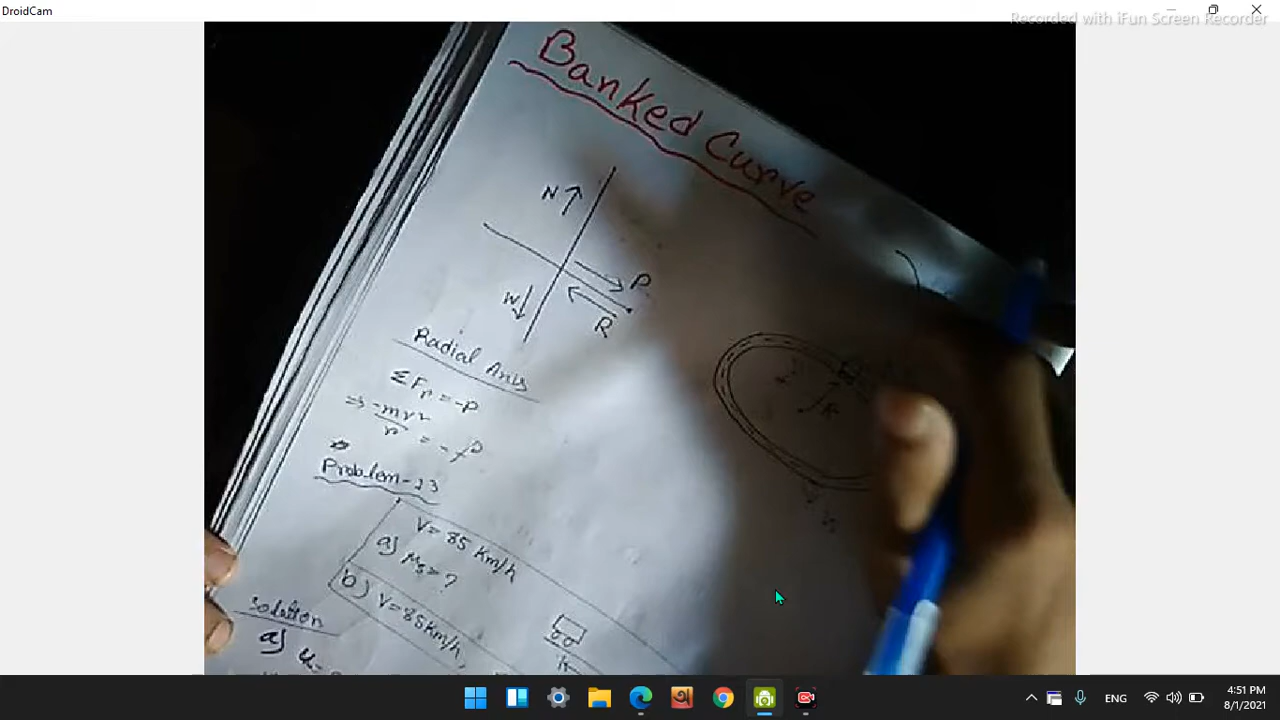 DroidCam
Recorded with iFun Screen Recorder
Banked Curve
N
P
W
R
Radial Axis
ΣFr = -P
⇒ -mv²/r = -P
R
Problem-23
V = 85 Km/h
a) μs = ?
b) V = 85 Km/h,
Solution
a)
ENG
4:51 PM
8/1/2021